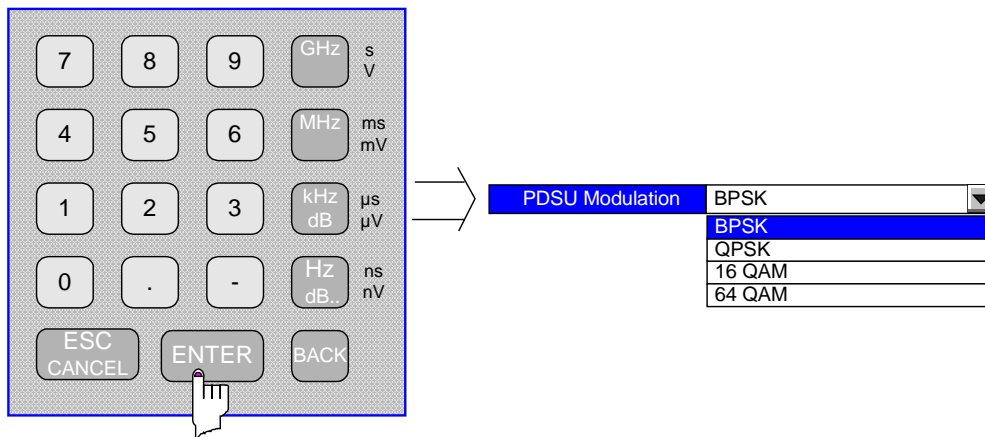 7 8 9 GHz s
V
4 5 6 MHz ms
mV
1 2 3 kHz
dB µs
µV
0 . - Hz
dB.. ns
nV
ESC
CANCEL ENTER BACK
PDSU Modulation BPSK
BPSK
QPSK
16 QAM
64 QAM